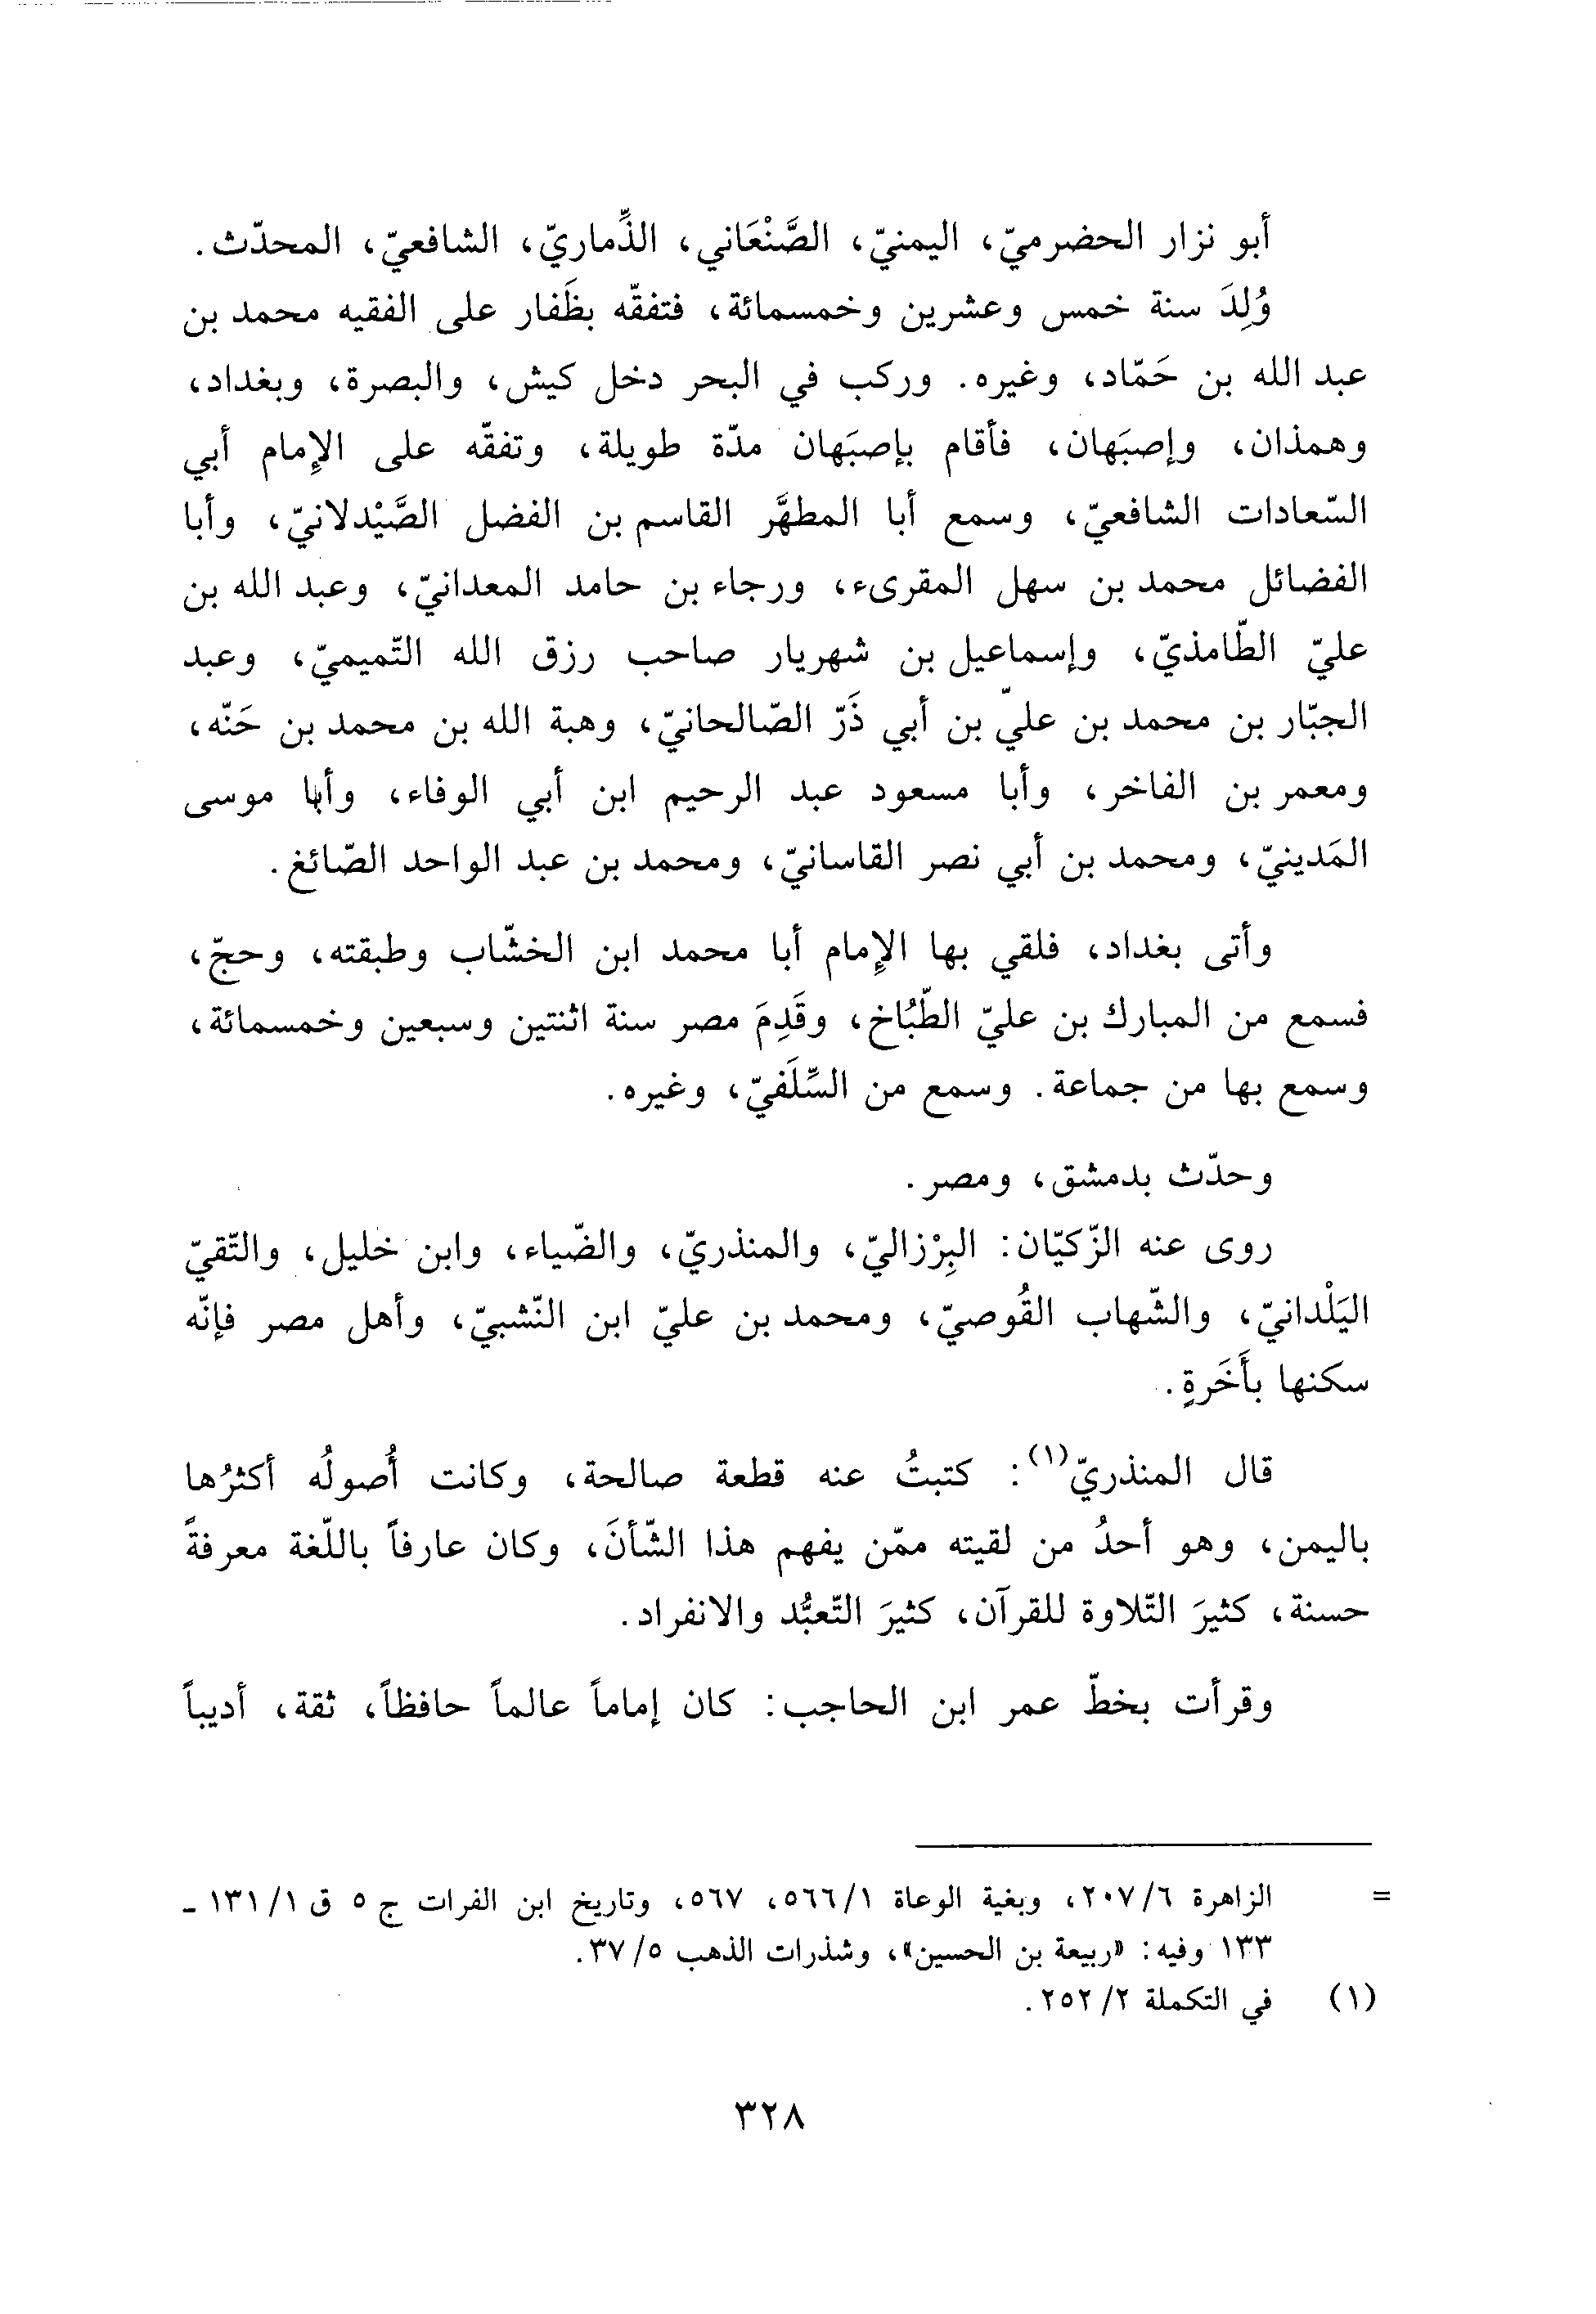 أبو نزار الحضرميّ، اليمنيّ، الصَّنْعَاني، الذِّماريّ، الشافعيّ، المحدّث.
وُلِدَ سنة خمس وعشرين وخمسمائة، فتفقّه بظَفار على الفقيه محمد بن
عبد الله بن حَمّاد، وغيره. وركب في البحر دخل كيش، والبصرة، وبغداد،
وهمذان، وإصبَهان، فأقام بإصبَهان مدّة طويلة، وتفقّه على الإمام أبي
السّعادات الشافعيّ، وسمع أبا المطهَّر القاسم بن الفضل الصَّيْدلانيّ، وأبا
الفضائل محمد بن سهل المقرىء، ورجاء بن حامد المعدانيّ، وعبد الله بن
عليّ الطّامذيّ، وإسماعيل بن شهريار صاحب رزق الله التّميميّ، وعبد
الجبّار بن محمد بن عليّ بن أبي ذَرّ الصّالحانيّ، وهبة الله بن محمد بن حَنّه،
ومعمر بن الفاخر، وأبا مسعود عبد الرحيم ابن أبي الوفاء، وأبا موسى
المَدينيّ، ومحمد بن أبي نصر القاسانيّ، ومحمد بن عبد الواحد الصّائغ.
وأتى بغداد، فلقي بها الإمام أبا محمد ابن الخشّاب وطبقته، وحجّ،
فسمع من المبارك بن عليّ الطّبُاخ، وقَدِمَ مصر سنة اثنتين وسبعين وخمسمائة،
وسمع بها من جماعة. وسمع من السِّلَفيّ، وغيره.
وحدّث بدمشق، ومصر.
روى عنه الزّكيّان: البِرْزاليّ، والمنذريّ، والضّياء، وابن خليل، والتّقيّ
اليَلْدانيّ، والشّهاب القُوصيّ، ومحمد بن عليّ ابن النّشبيّ، وأهل مصر فإنّه
سكنها بأَخَرةٍ.
قال المنذريّ(١): كتبتُ عنه قطعة صالحة، وكانت أُصولُه أكثرُها
باليمن، وهو أحدُ من لقيته ممّن يفهم هذا الشّأنَ، وكان عارفاً باللّغة معرفةً
حسنة، كثيرَ التّلاوة للقرآن، كثيرَ التّعبُّد والانفراد.
وقرأت بخطّ عمر ابن الحاجب: كان إماماً عالماً حافظاً، ثقة، أديباً
= الزاهرة ٦/٢٠٧، وبغية الوعاة ١/٥٦٦، ٥٦٧، وتاريخ ابن الفرات ج ٥ ق ١/١٣١ ـ
١٣٣ وفيه: «ربيعة بن الحسين»، وشذرات الذهب ٥/٣٧.
(١) في التكملة ٢/٢٥٢.
٣٢٨